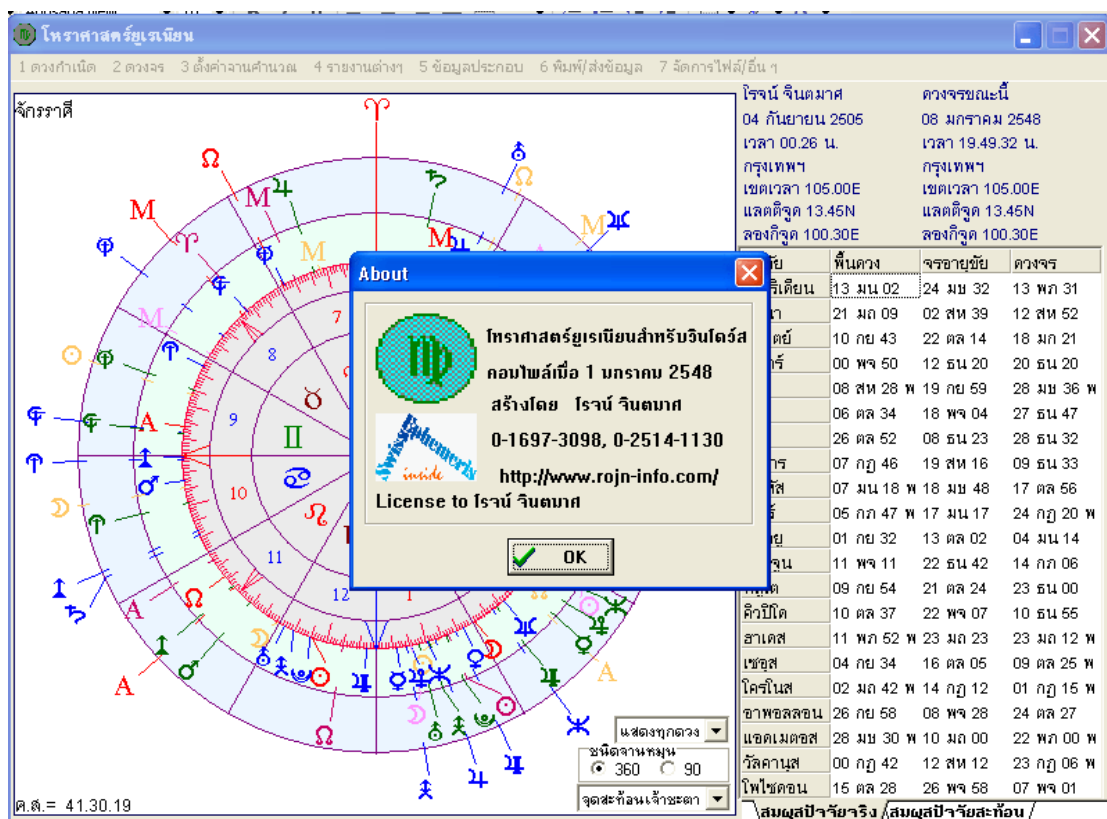 โหราศาสตร์ยูเรเนียน
1 ดวงกำเนิด 2 ดวงจร 3 ตั้งค่าจานคำนวณ 4 รายงานต่างๆ 5 ข้อมูลประกอบ 6 พิมพ์/ส่งข้อมูล 7 จัดการไฟล์/อื่น ๆ
จักรราศี
โรจน์ จินตมาศ ดวงจรขณะนี้
04 กันยายน 2505 08 มกราคม 2548
เวลา 00.26 น. เวลา 19.49.32 น.
กรุงเทพฯ กรุงเทพฯ
เขตเวลา 105.00E เขตเวลา 105.00E
แลตติจูด 13.45N แลตติจูด 13.45N
ลองกิจูด 100.30E ลองกิจูด 100.30E
พื้นดวง จรอายุขัย ดวงจร
13 มน 02 24 มษ 32 13 พภ 31
21 มถ 09 02 สห 39 12 สห 52
10 กย 43 22 ตล 14 18 มก 21
00 พจ 50 12 ธน 20 20 ธน 20
08 สห 28 พ 19 กย 59 28 มษ 36 พ
06 ตล 34 18 พจ 04 27 ธน 47
26 ตล 52 08 ธน 23 28 ธน 32
07 กฎ 46 19 สห 16 09 ธน 33
07 มน 18 พ 18 มษ 48 17 ตล 56
05 กภ 47 พ 17 มน 17 24 กฎ 20 พ
01 กย 32 13 ตล 02 04 มน 14
11 พจ 11 22 ธน 42 14 กภ 06
09 กย 54 21 ตล 24 23 ธน 00
คิวปิโด 10 ตล 37 22 พจ 07 10 ธน 55
ฮาเดส 11 พภ 52 พ 23 มถ 23 23 มถ 12 พ
เซอุส 04 กย 34 16 ตล 05 09 ตล 25 พ
โครโนส 02 มถ 42 พ 14 กฎ 12 01 กฎ 15 พ
อาพอลลอน 26 กย 58 08 พจ 28 24 ตล 27
แอดเมตอส 28 มษ 30 พ 10 มถ 00 22 พภ 00 พ
วัลคานุส 00 กฎ 42 12 สห 12 23 กฎ 06 พ
โพไซดอน 15 ตล 28 26 พจ 58 07 พจ 01
สมผุสปัจจัยจริง สมผุสปัจจัยสะท้อน
About
โหราศาสตร์ยูเรเนียนสำหรับวินโดว์ส
คอมไพล์เมื่อ 1 มกราคม 2548
สร้างโดย โรจน์ จินตมาศ
0-1697-3098, 0-2514-1130
http://www.rojn-info.com/
inside
License to โรจน์ จินตมาศ
OK
7
8
9
10
11
12
1
M
M
M
M
M
M
A
A
A
A
A
แสดงทุกดวง
ชนิดจานหมุน
360 90
จุดสะท้อนเจ้าชะตา
ค.ส.= 41.30.19